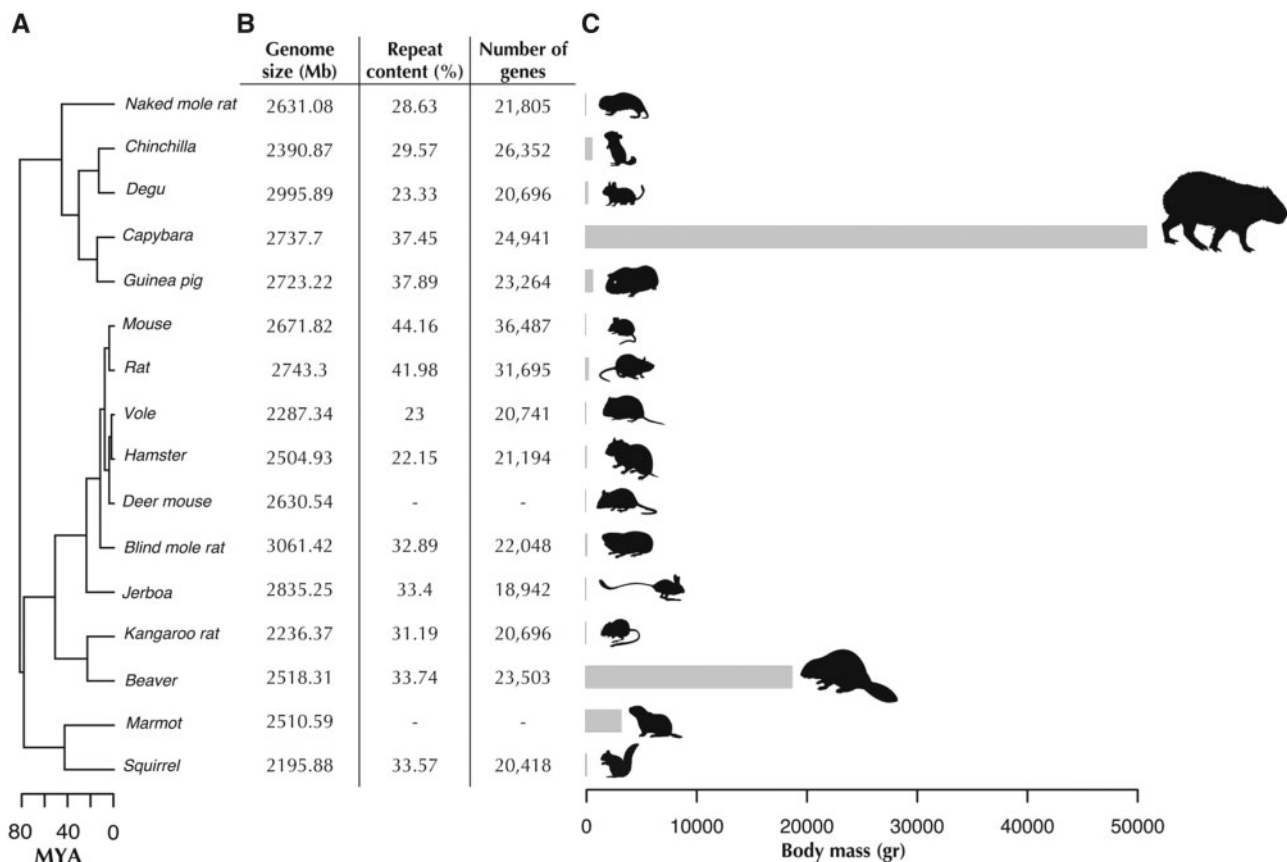 A B C
Genome size (Mb) Repeat content (%) Number of genes
Naked mole rat 2631.08 28.63 21,805
Chinchilla 2390.87 29.57 26,352
Degu 2995.89 23.33 20,696
Capybara 2737.7 37.45 24,941
Guinea pig 2723.22 37.89 23,264
Mouse 2671.82 44.16 36,487
Rat 2743.3 41.98 31,695
Vole 2287.34 23 20,741
Hamster 2504.93 22.15 21,194
Deer mouse 2630.54 - -
Blind mole rat 3061.42 32.89 22,048
Jerboa 2835.25 33.4 18,942
Kangaroo rat 2236.37 31.19 20,696
Beaver 2518.31 33.74 23,503
Marmot 2510.59 - -
Squirrel 2195.88 33.57 20,418
80 40 0
MYA
0 10000 20000 30000 40000 50000
Body mass (gr)